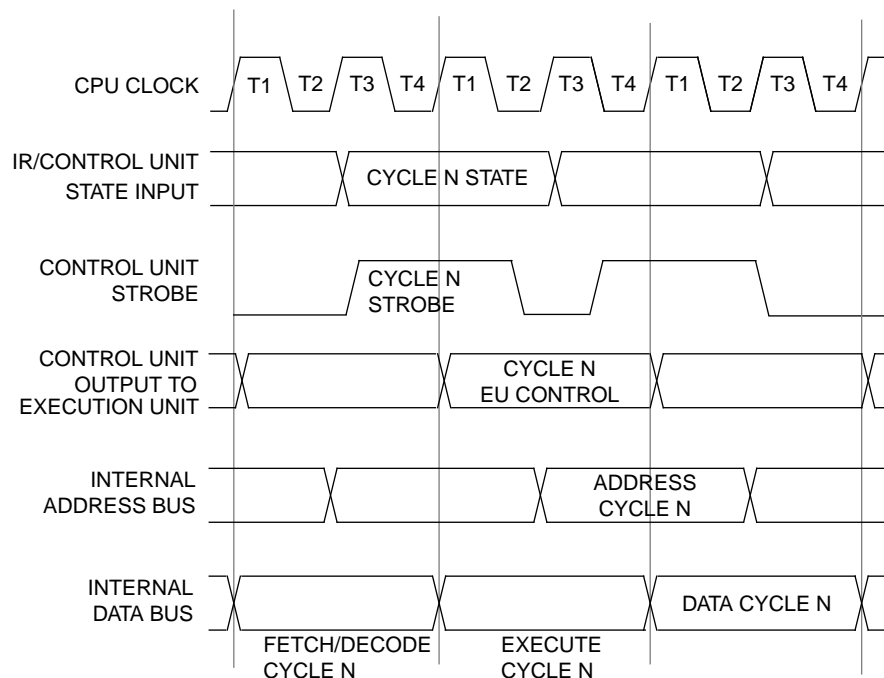 CPU CLOCK
T1 T2 T3 T4 T1 T2 T3 T4 T1 T2 T3 T4
IR/CONTROL UNIT
STATE INPUT
CYCLE N STATE
CONTROL UNIT
STROBE
CYCLE N
STROBE
CONTROL UNIT
OUTPUT TO
EXECUTION UNIT
CYCLE N
EU CONTROL
INTERNAL
ADDRESS BUS
ADDRESS
CYCLE N
INTERNAL
DATA BUS
DATA CYCLE N
FETCH/DECODE
CYCLE N
EXECUTE
CYCLE N